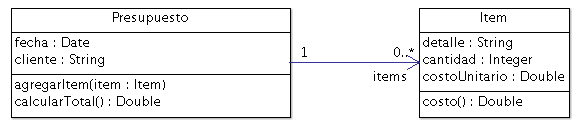 Presupuesto
fecha : Date
cliente : String
agregarItem(item : Item)
calcularTotal() : Double
1
0..*
items
Item
detalle : String
cantidad : Integer
costoUnitario : Double
costo() : Double